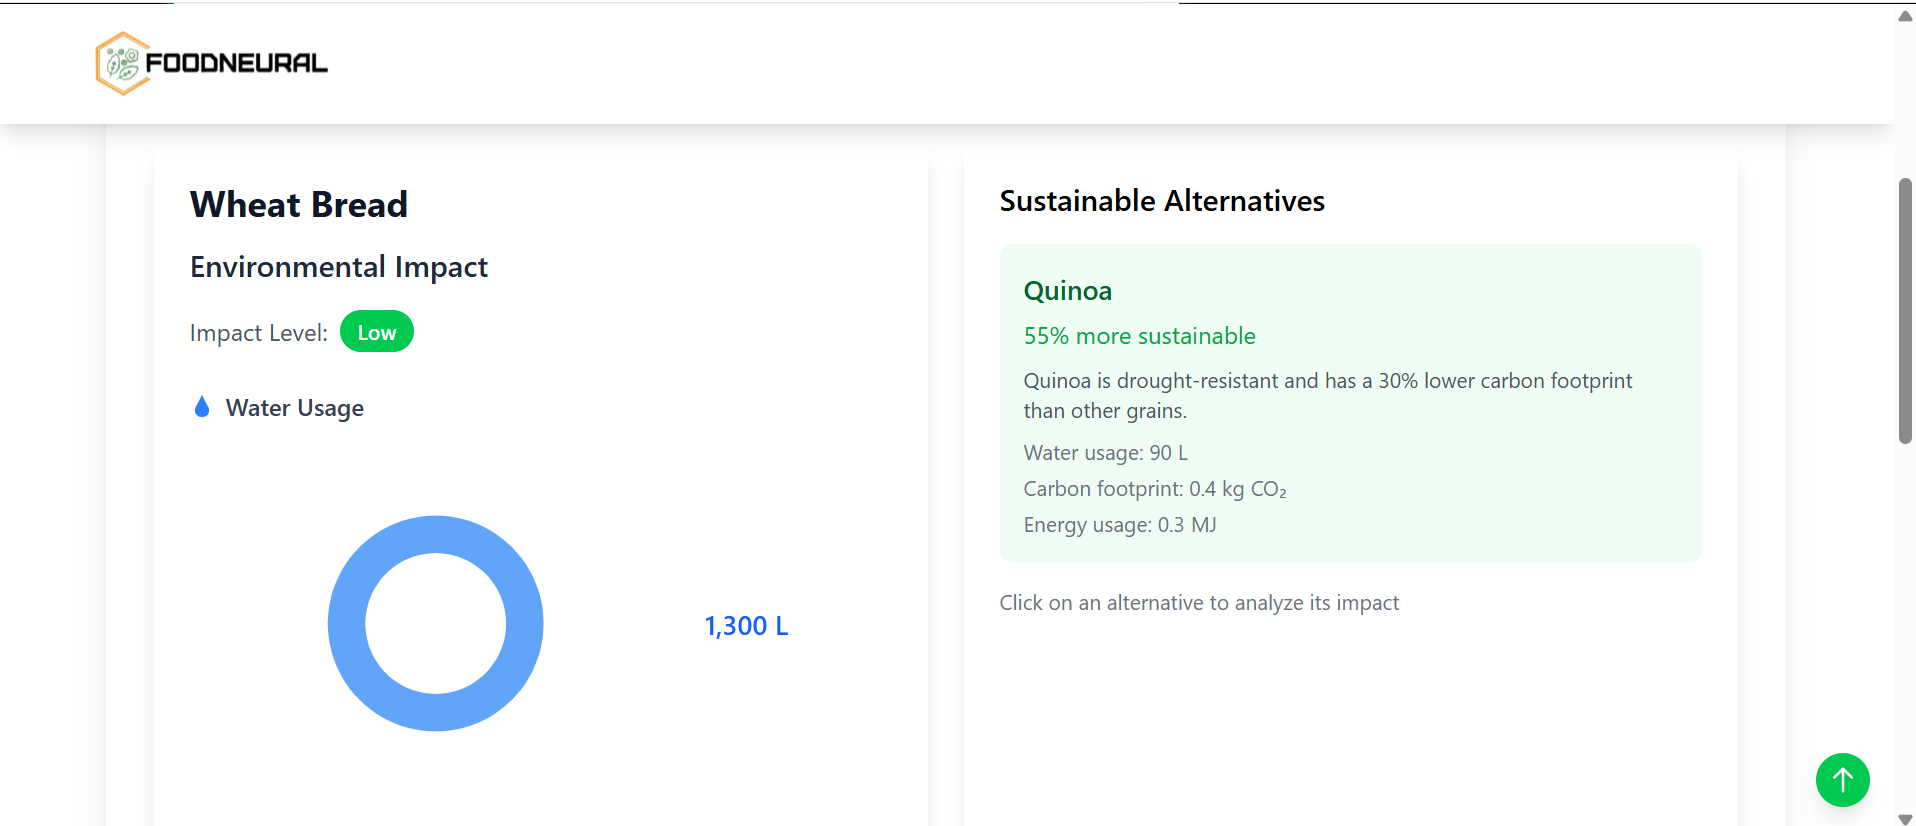 FOODNEURAL
Wheat Bread
Environmental Impact
Impact Level: Low
Water Usage
1,300 L
Sustainable Alternatives
Quinoa
55% more sustainable
Quinoa is drought-resistant and has a 30% lower carbon footprint
than other grains.
Water usage: 90 L
Carbon footprint: 0.4 kg CO₂
Energy usage: 0.3 MJ
Click on an alternative to analyze its impact